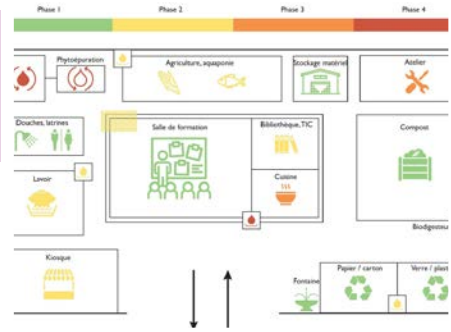 Phase 1
Phase 2
Phase 3
Phase 4
Phytoépuration
Agriculture, aquaponie
Stockage matériel
Atelier
Douches, latrines
Salle de formation
Bibliothèque, TIC
Compost
Lavoir
Cuisine
Biodigesteu
Kiosque
Fontaine
Papier / carton
Verre / plast